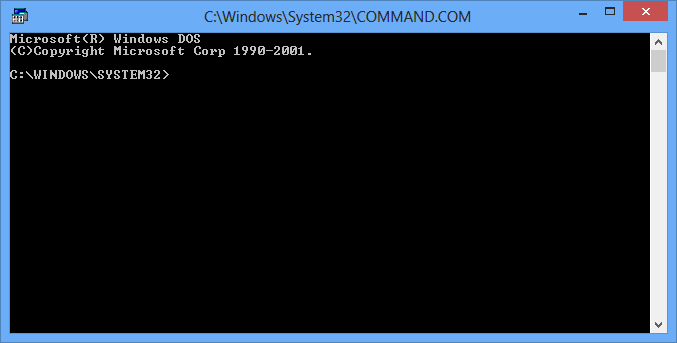 C:\Windows\System32\COMMAND.COM
Microsoft(R) Windows DOS
(C)Copyright Microsoft Corp 1990-2001.
C:\WINDOWS\SYSTEM32>